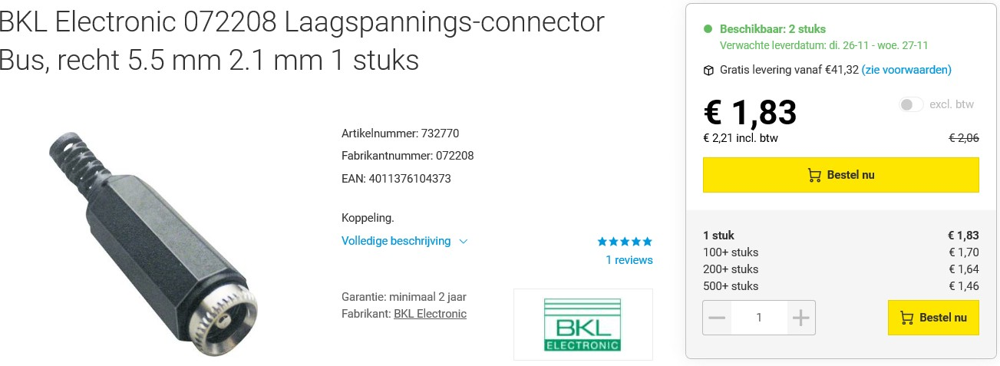 BKL Electronic 072208 Laagspannings-connector
Bus, recht 5.5 mm 2.1 mm 1 stuks
Artikelnummer: 732770
Fabrikantnummer: 072208
EAN: 4011376104373
Koppeling.
Volledige beschrijving
1 reviews
Garantie: minimaal 2 jaar
Fabrikant: BKL Electronic
BKL
ELECTRONIC
Beschikbaar: 2 stuks
Verwachte leverdatum: di. 26-11 - woe. 27-11
Gratis levering vanaf €41,32 (zie voorwaarden)
€ 1,83
excl. btw
€ 2,21 incl. btw
€ 2,06
Bestel nu
1 stuk € 1,83
100+ stuks € 1,70
200+ stuks € 1,64
500+ stuks € 1,46
1
Bestel nu